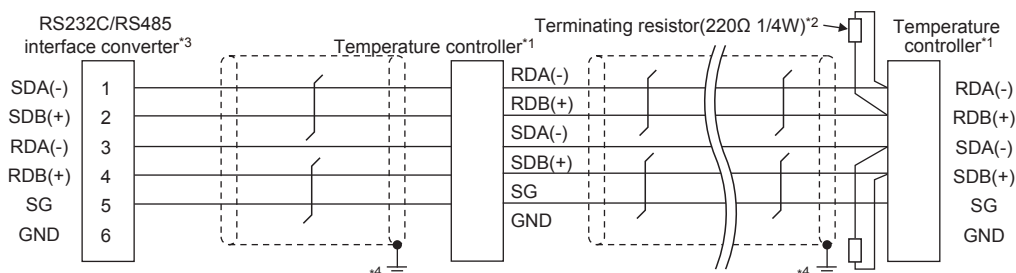 RS232C/RS485
interface converter*3
Temperature controller*1
Terminating resistor(220Ω 1/4W)*2
Temperature
controller*1
SDA(-) 1
SDB(+) 2
RDA(-) 3
RDB(+) 4
SG 5
GND 6
RDA(-)
RDB(+)
SDA(-)
SDB(+)
SG
GND
RDA(-)
RDB(+)
SDA(-)
SDB(+)
SG
GND
*4
*4